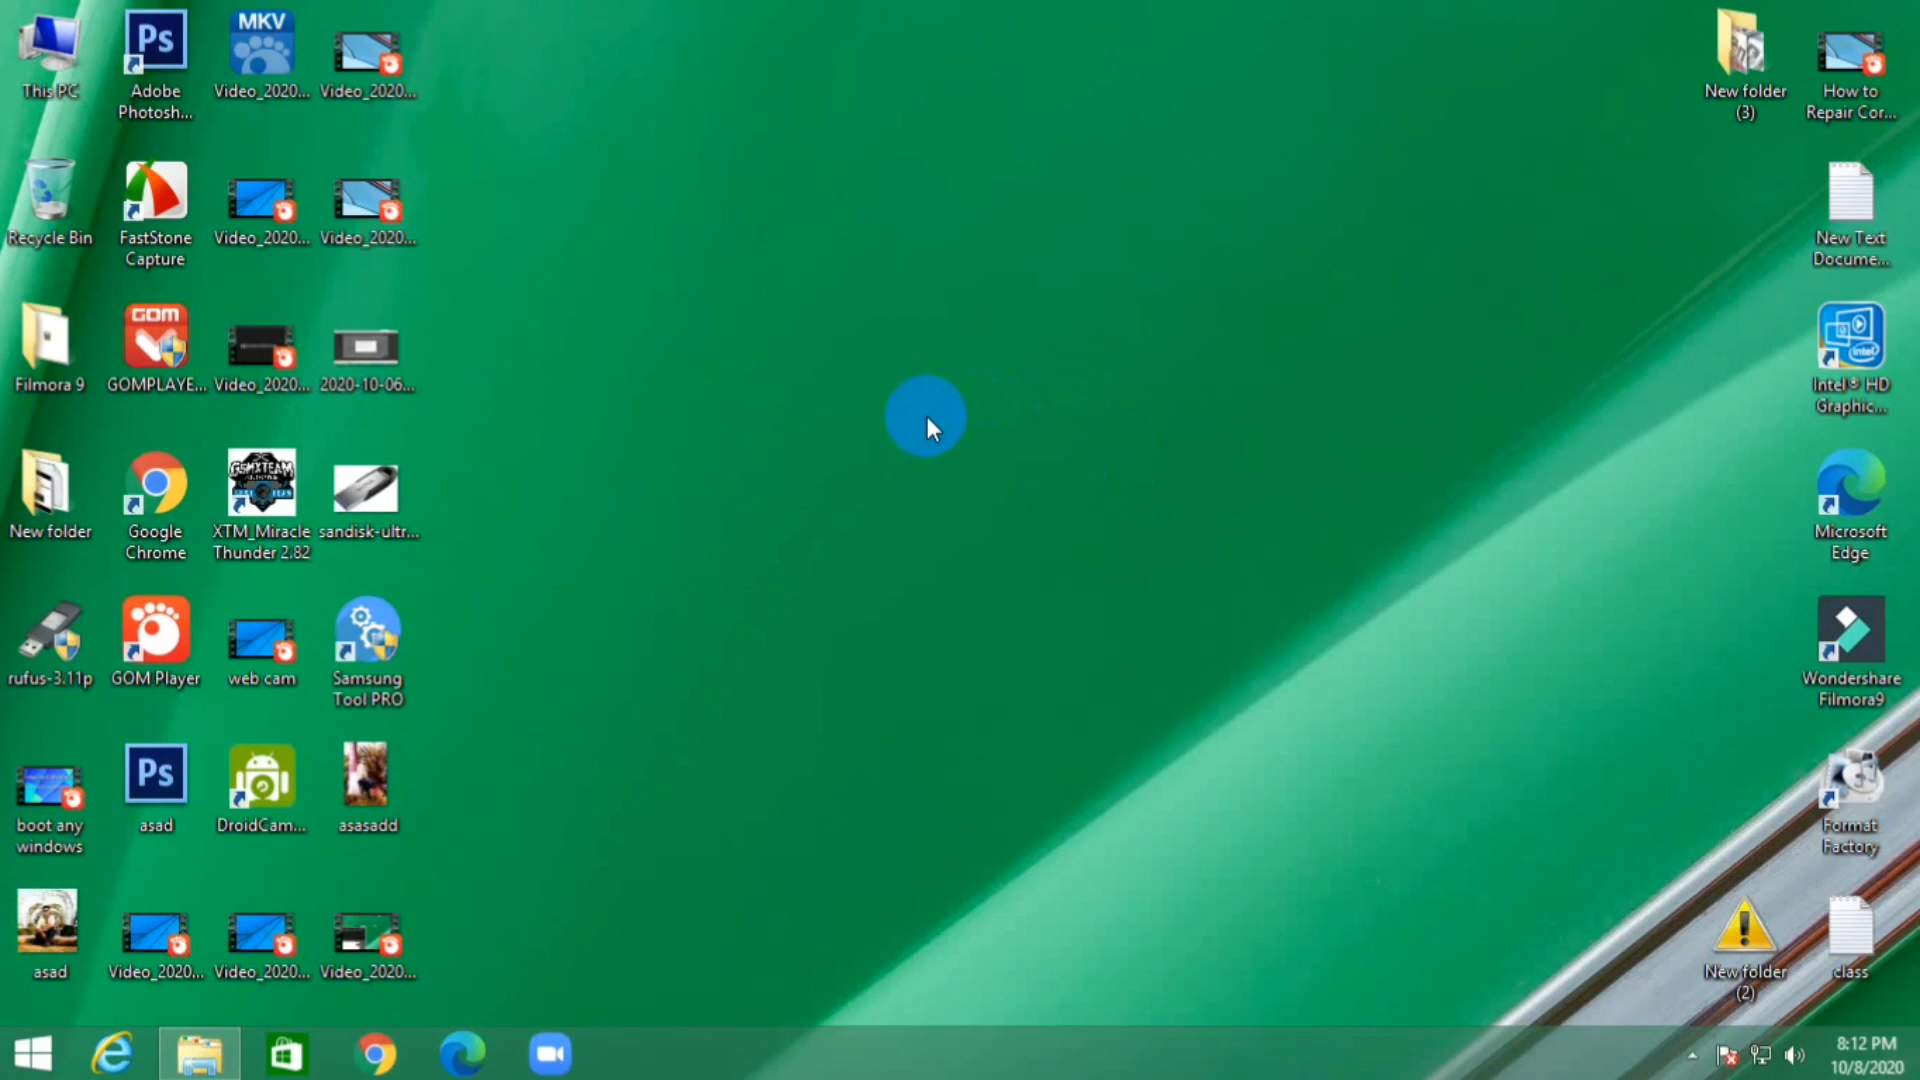 This PC
Adobe
Photosh...
MKV
Video_2020...
Video_2020...
New folder
(3)
How to
Repair Cor...
Recycle Bin
FastStone
Capture
Video_2020...
Video_2020...
New Text
Docume...
Filmora 9
GOM
GOMPLAYE...
Video_2020...
2020-10-06...
intel
Intel® HD
Graphic...
New folder
Google
Chrome
GSMXTEAM
XTM_Miracle
Thunder 2.82
sandisk-ultr...
Microsoft
Edge
rufus-3.11p
GOM Player
web cam
Samsung
Tool PRO
Wondershare
Filmora9
boot any
windows
Ps
asad
DroidCam...
asasadd
Format
Factory
asad
Video_2020...
Video_2020...
Video_2020...
New folder
(2)
class
8:12 PM
10/8/2020